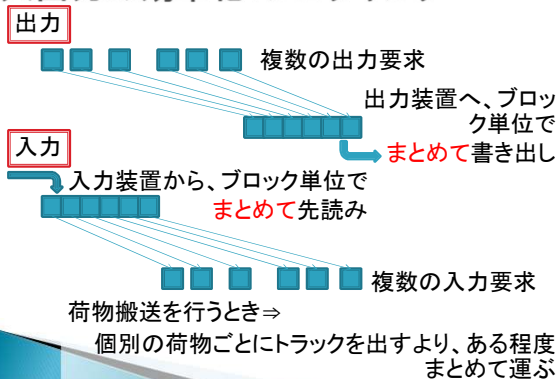 出力
複数の出力要求
出力装置へ、ブロッ
ク単位で
まとめて書き出し
入力
入力装置から、ブロック単位で
まとめて先読み
複数の入力要求
荷物搬送を行うとき⇒
個別の荷物ごとにトラックを出すより、ある程度
まとめて運ぶ